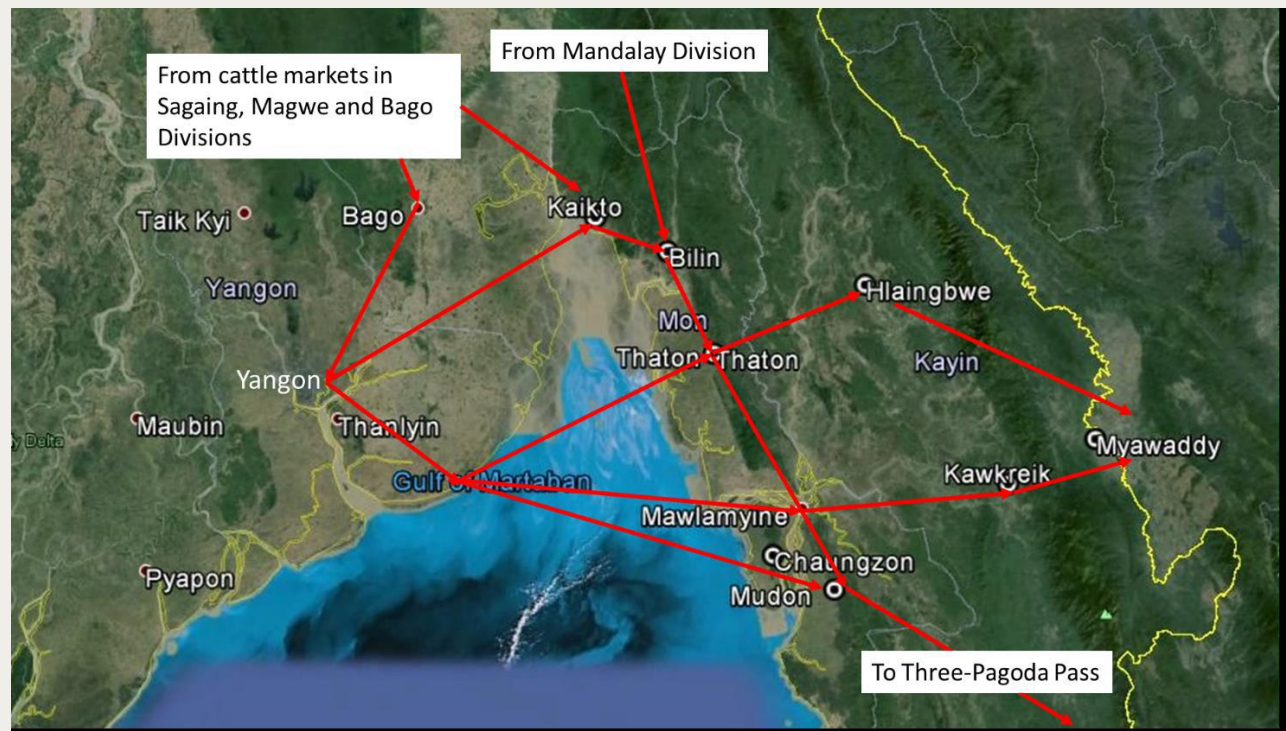 From Mandalay Division
From cattle markets in
Sagaing, Magwe and Bago
Divisions
Taik Kyi
Bago
Kaikto
Yangon
Bilin
Hlaingbwe
Mon
Thaton
Thaton
Kayin
Yangon
Maubin
Thanlyin
Delta
Myawaddy
Gulf of Martaban
Kawkreik
Mawlamyine
Chaungzon
Pyapon
Mudon
To Three-Pagoda Pass